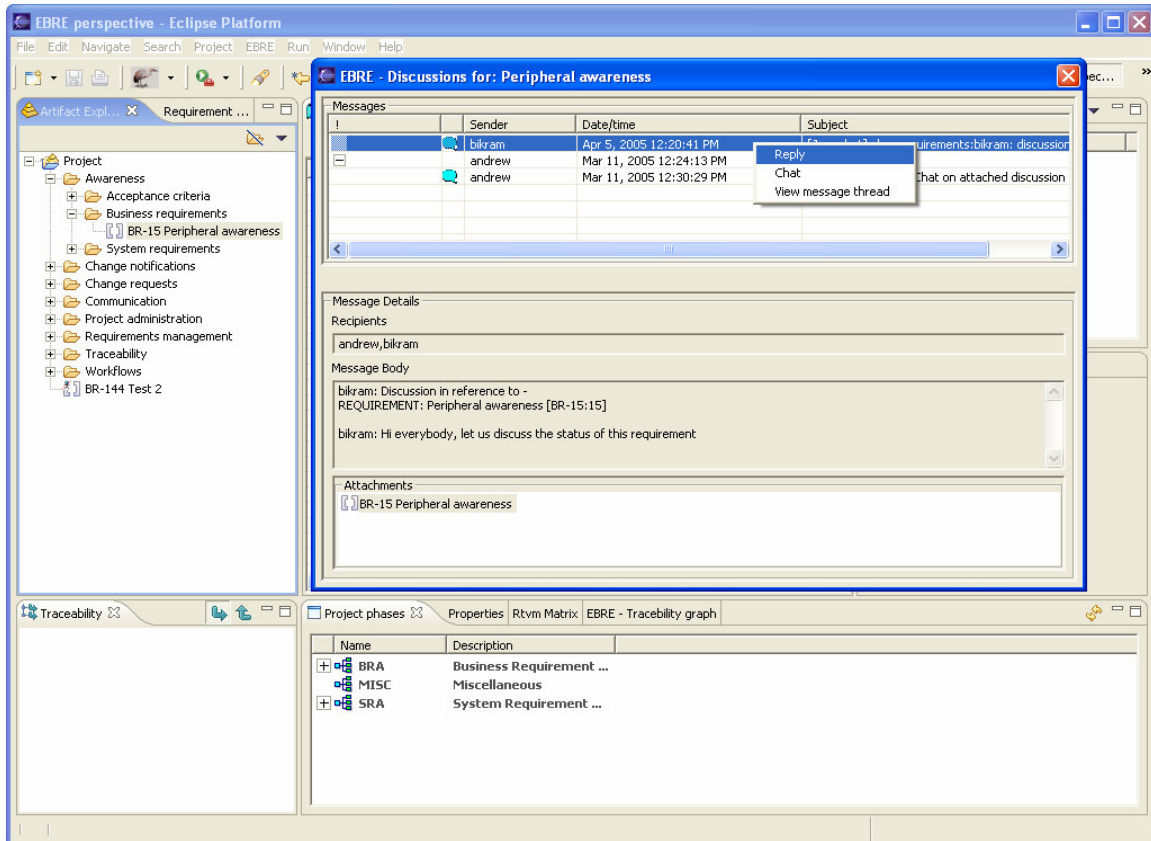 EBRE perspective - Eclipse Platform
File Edit Navigate Search Project EBRE Run Window Help
EBRE - Discussions for: Peripheral awareness
ec... »
Artifact Expl... Requirement ...
Project
Awareness
Acceptance criteria
Business requirements
BR-15 Peripheral awareness
System requirements
Change notifications
Change requests
Communication
Project administration
Requirements management
Traceability
Workflows
BR-144 Test 2
Messages
! Sender Date/time Subject
bikram Apr 5, 2005 12:20:41 PM uirements:bikram: discussion
andrew Mar 11, 2005 12:24:13 PM
andrew Mar 11, 2005 12:30:29 PM Chat on attached discussion
Reply
Chat
View message thread
Message Details
Recipients
andrew,bikram
Message Body
bikram: Discussion in reference to -
REQUIREMENT: Peripheral awareness [BR-15:15]
bikram: Hi everybody, let us discuss the status of this requirement
Attachments
BR-15 Peripheral awareness
Traceability
Project phases Properties Rtvm Matrix EBRE - Tracebility graph
Name Description
BRA Business Requirement ...
MISC Miscellaneous
SRA System Requirement ...